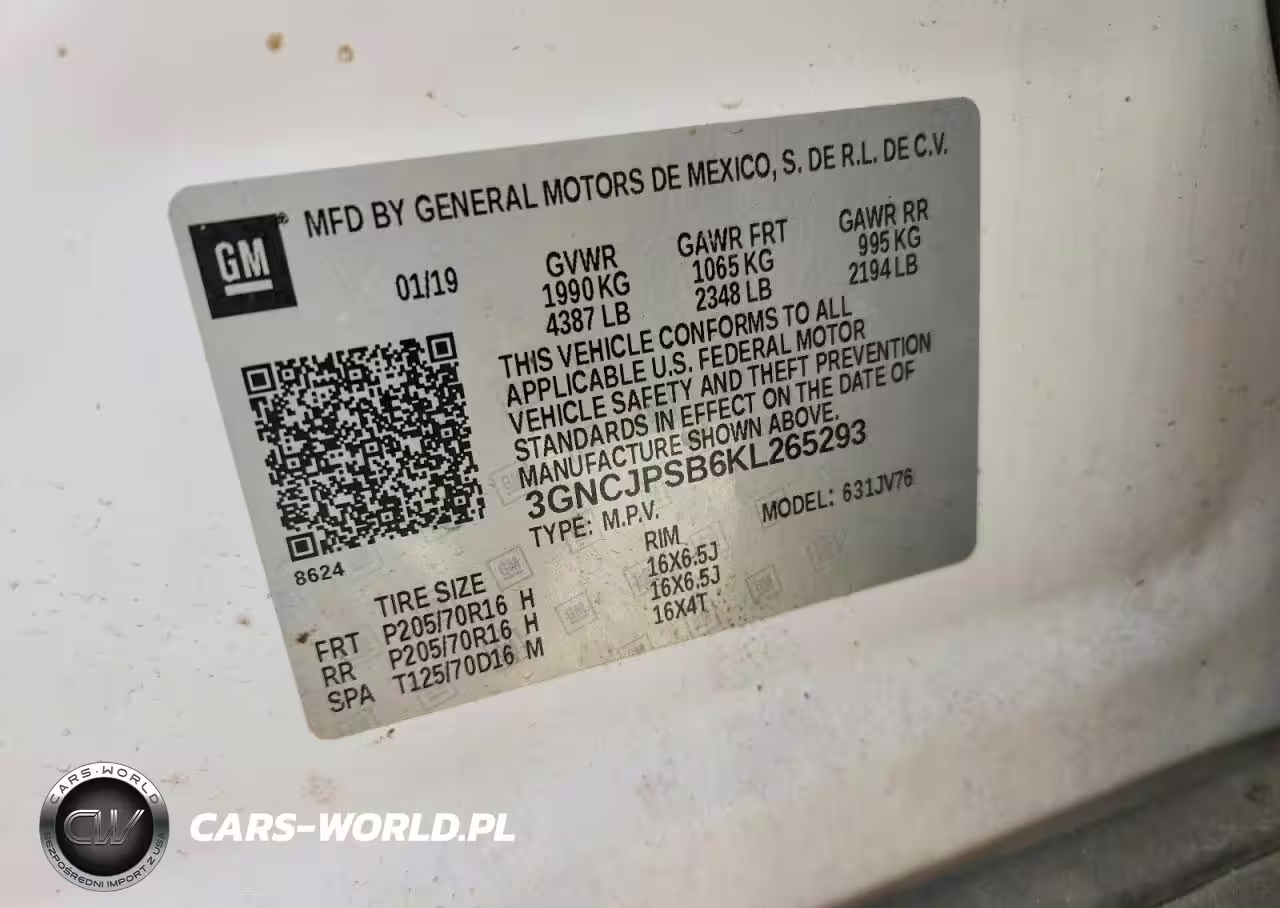 MFD BY GENERAL MOTORS DE MEXICO, S. DE R.L. DE C.V.
GM®
01/19
GVWR
1990 KG
4387 LB
GAWR FRT
1065 KG
2348 LB
GAWR RR
995 KG
2194 LB
THIS VEHICLE CONFORMS TO ALL
APPLICABLE U.S. FEDERAL MOTOR
VEHICLE SAFETY AND THEFT PREVENTION
STANDARDS IN EFFECT ON THE DATE OF
MANUFACTURE SHOWN ABOVE.
3GNCJPSB6KL265293
TYPE: M.P.V.
MODEL: 631JV76
8624
TIRE SIZE RIM
FRT P205/70R16 H 16X6.5J
RR P205/70R16 H 16X6.5J
SPA T125/70D16 M 16X4T
CARS-WORLD
CW
BEZPOŚREDNI IMPORT Z USA
CARS-WORLD.PL